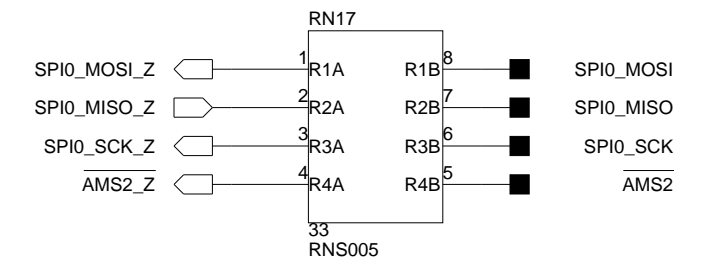 RN17
SPI0_MOSI_Z 1 R1A R1B 8 SPI0_MOSI
SPI0_MISO_Z 2 R2A R2B 7 SPI0_MISO
SPI0_SCK_Z 3 R3A R3B 6 SPI0_SCK
AMS2_Z 4 R4A R4B 5 AMS2
33
RNS005